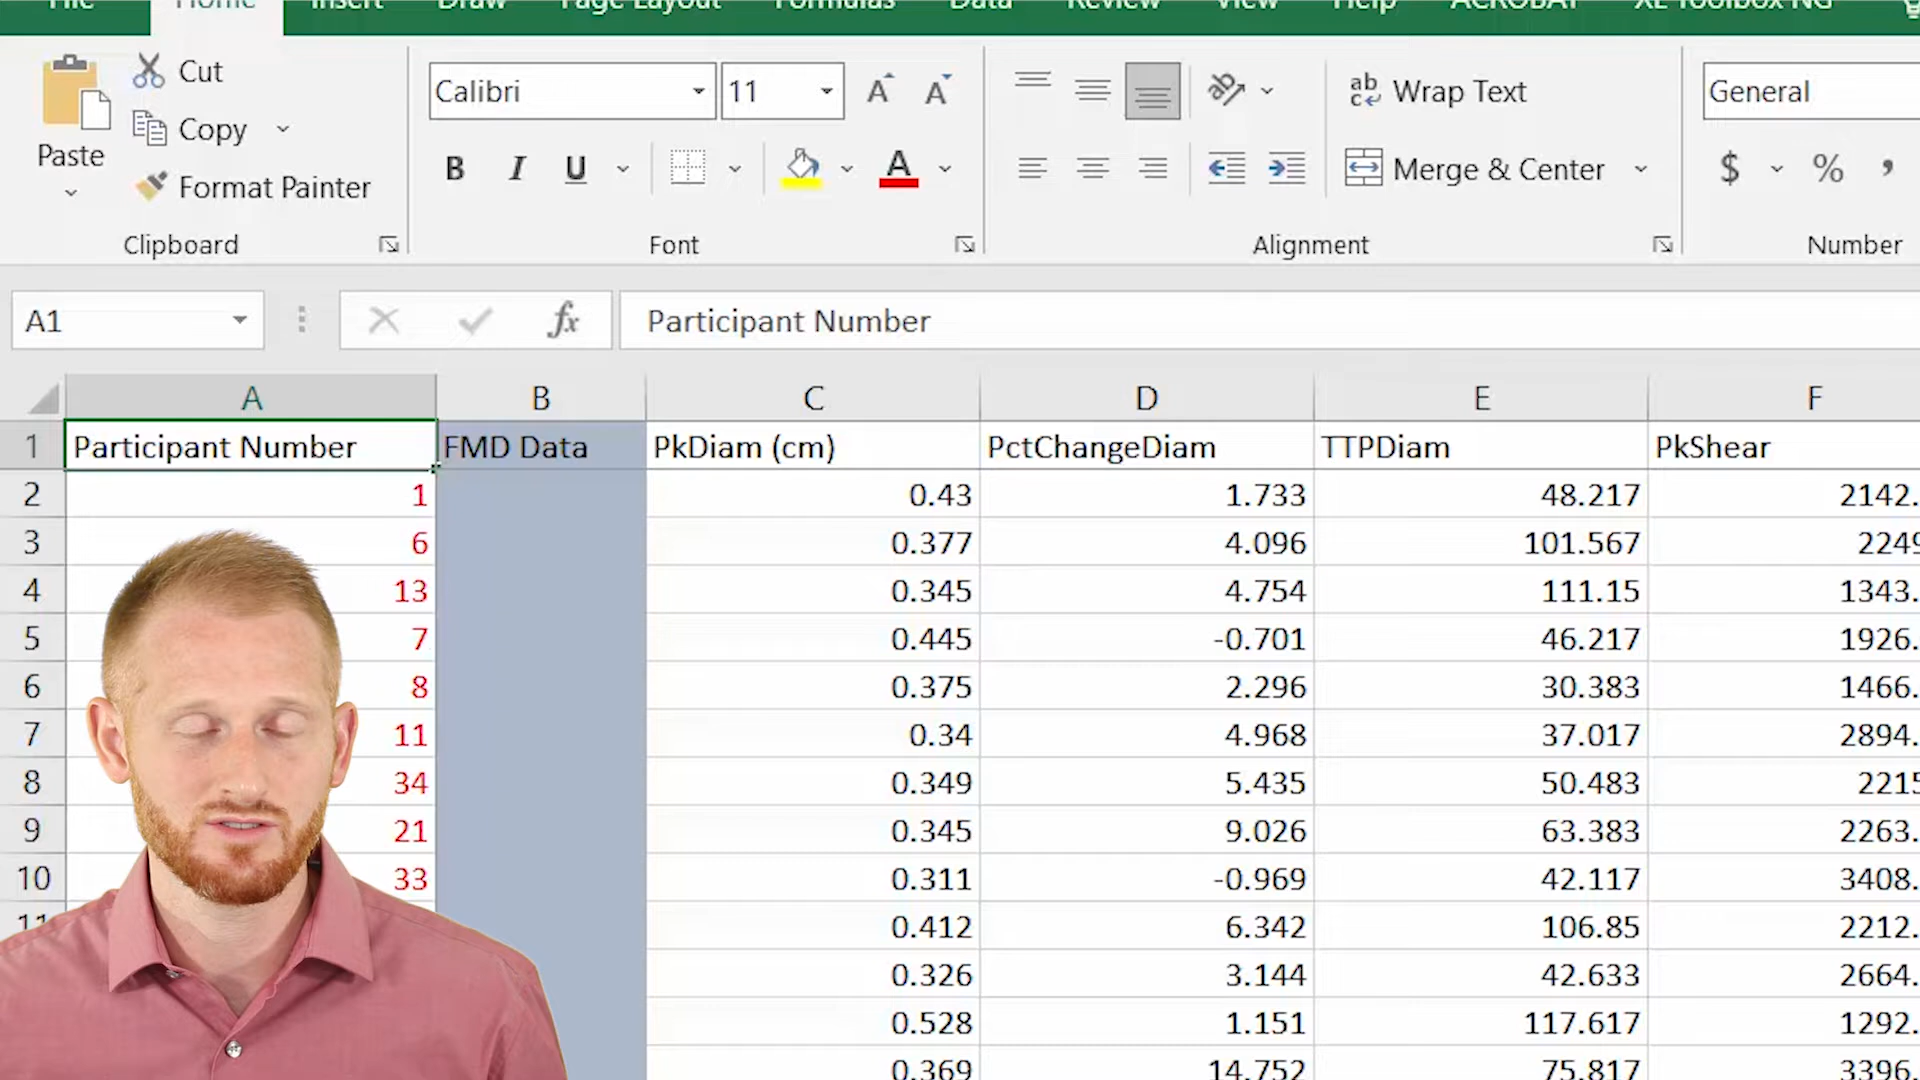 File Home Insert Draw Page Layout Formulas Data Review View Help ACROBAT XL Toolbox NG
Cut
Copy
Format Painter
Paste
Clipboard
Calibri 11
B I U
Font
Wrap Text
Merge & Center
Alignment
General
$ % ,
Number
A1 fx Participant Number
A B C D E F
1 Participant Number FMD Data PkDiam (cm) PctChangeDiam TTPDiam PkShear
2 1 0.43 1.733 48.217 2142.
3 6 0.377 4.096 101.567 2249
4 13 0.345 4.754 111.15 1343.
5 7 0.445 -0.701 46.217 1926.
6 8 0.375 2.296 30.383 1466.
7 11 0.34 4.968 37.017 2894.
8 34 0.349 5.435 50.483 2215
9 21 0.345 9.026 63.383 2263.
10 33 0.311 -0.969 42.117 3408.
11 0.412 6.342 106.85 2212.
0.326 3.144 42.633 2664.
0.528 1.151 117.617 1292.
0.369 14.752 75.817 3396.